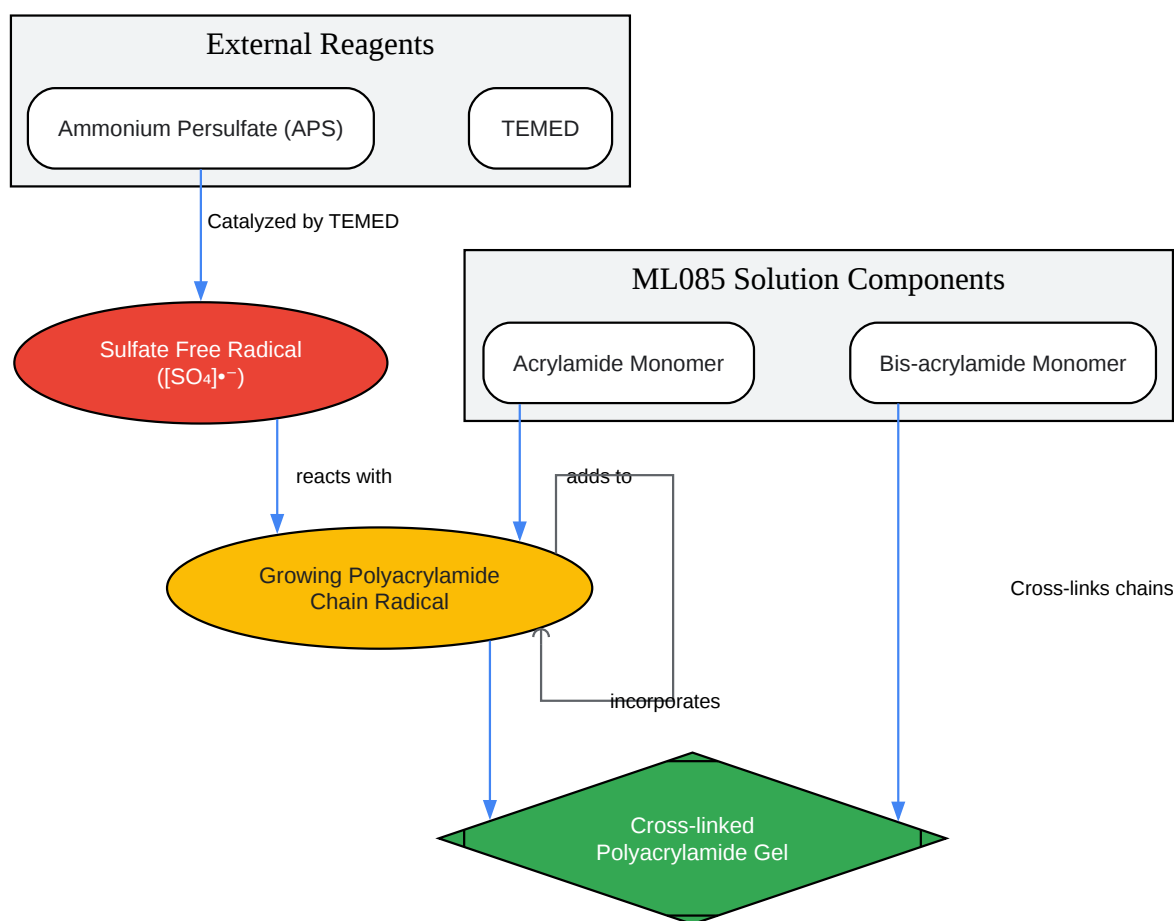 External Reagents
Ammonium Persulfate (APS)
TEMED
Catalyzed by TEMED
ML085 Solution Components
Sulfate Free Radical
([SO₄]•⁻)
Acrylamide Monomer
Bis-acrylamide Monomer
reacts with
adds to
Growing Polyacrylamide
Chain Radical
Cross-links chains
incorporates
Cross-linked
Polyacrylamide Gel